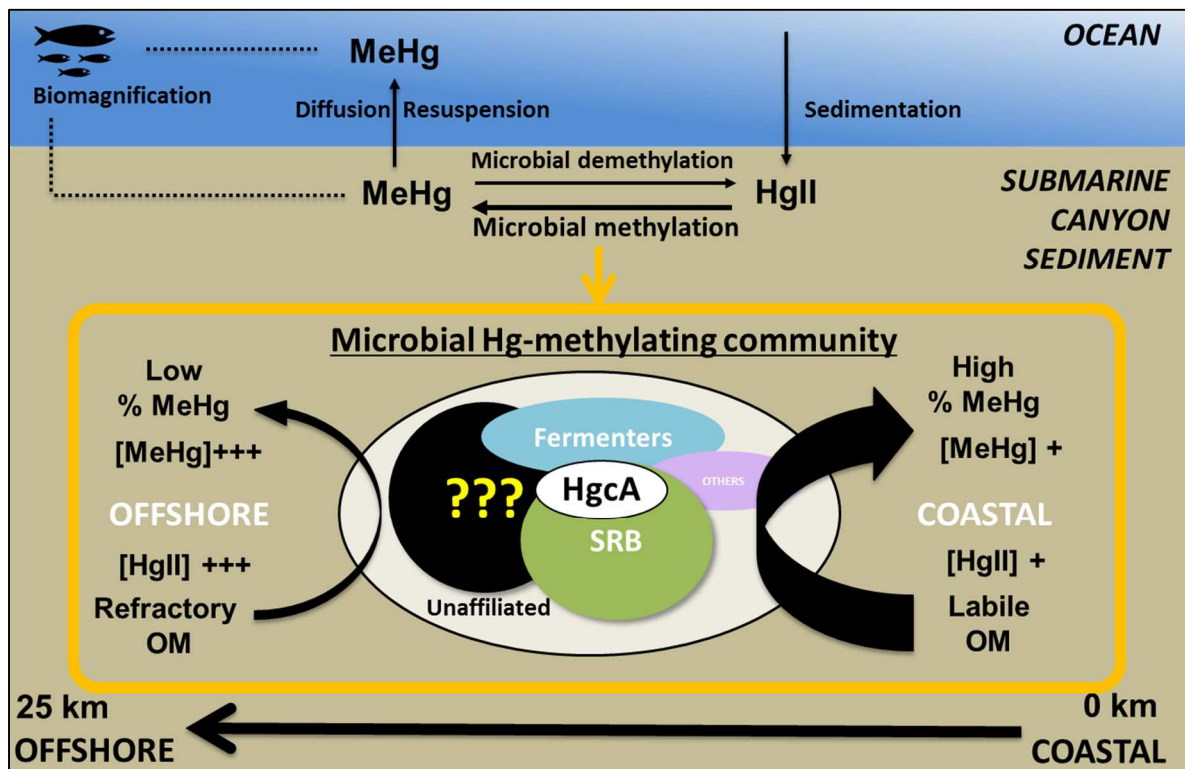 OCEAN
MeHg
Biomagnification
Diffusion
Resuspension
Sedimentation
Microbial demethylation
MeHg
HgII
Microbial methylation
SUBMARINE
CANYON
SEDIMENT
Microbial Hg-methylating community
Low
% MeHg
[MeHg]+++
OFFSHORE
[HgII] +++
Refractory
OM
Fermenters
OTHERS
???
HgcA
SRB
Unaffiliated
High
% MeHg
[MeHg] +
COASTAL
[HgII] +
Labile
OM
25 km
OFFSHORE
0 km
COASTAL